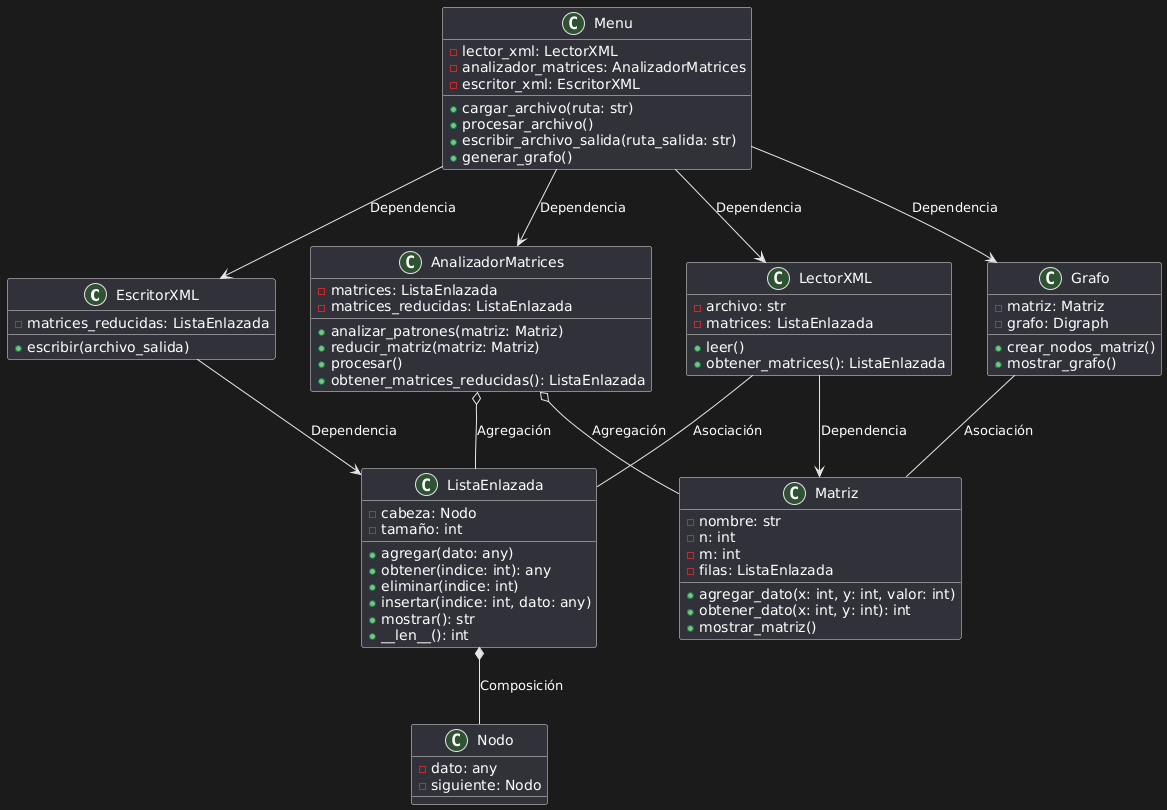 C Menu
lector_xml: LectorXML
analizador_matrices: AnalizadorMatrices
escritor_xml: EscritorXML
cargar_archivo(ruta: str)
procesar_archivo()
escribir_archivo_salida(ruta_salida: str)
generar_grafo()
Dependencia
Dependencia
Dependencia
Dependencia
C EscritorXML
matrices_reducidas: ListaEnlazada
escribir(archivo_salida)
C AnalizadorMatrices
matrices: ListaEnlazada
matrices_reducidas: ListaEnlazada
analizar_patrones(matriz: Matriz)
reducir_matriz(matriz: Matriz)
procesar()
obtener_matrices_reducidas(): ListaEnlazada
C LectorXML
archivo: str
matrices: ListaEnlazada
leer()
obtener_matrices(): ListaEnlazada
C Grafo
matriz: Matriz
grafo: Digraph
crear_nodos_matriz()
mostrar_grafo()
Dependencia
Agregación
Agregación
Asociación
Dependencia
Asociación
C ListaEnlazada
cabeza: Nodo
tamaño: int
agregar(dato: any)
obtener(indice: int): any
eliminar(indice: int)
insertar(indice: int, dato: any)
mostrar(): str
__len__(): int
C Matriz
nombre: str
n: int
m: int
filas: ListaEnlazada
agregar_dato(x: int, y: int, valor: int)
obtener_dato(x: int, y: int): int
mostrar_matriz()
Composición
C Nodo
dato: any
siguiente: Nodo